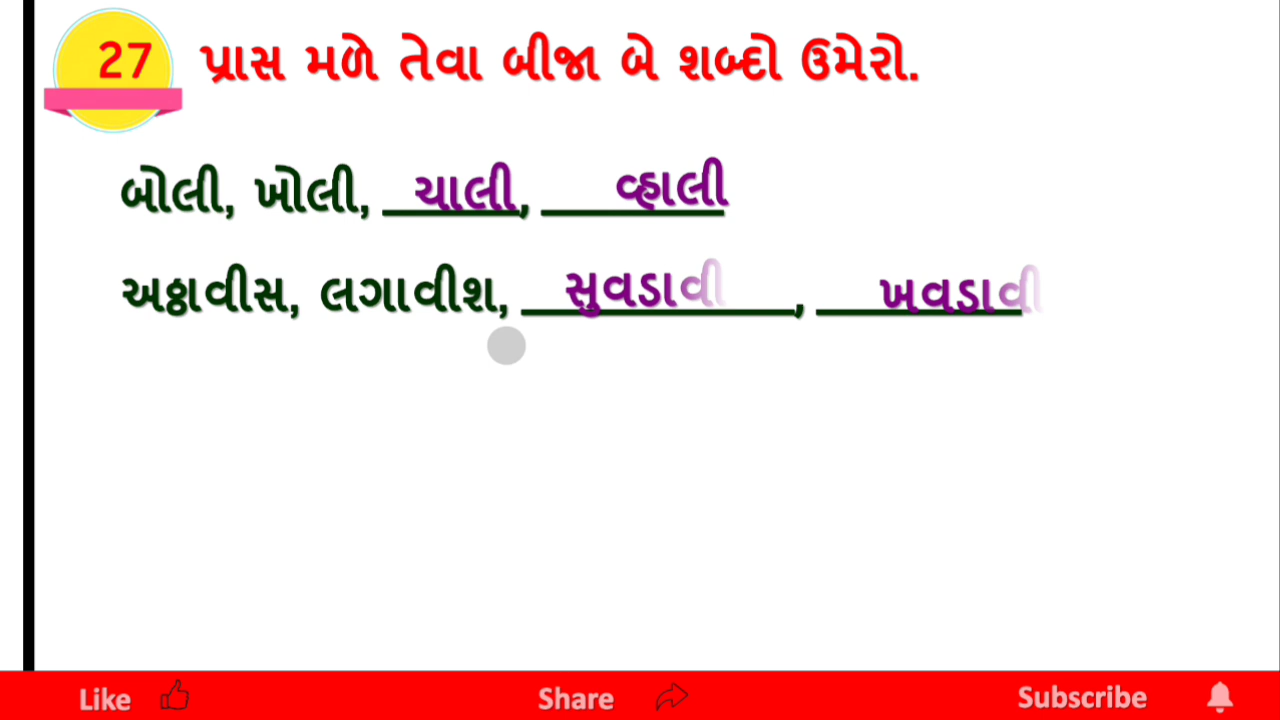 27 પ્રાસ મળે તેવા બીજા બે શબ્દો ઉમેરો.
બોલી, ખોલી, ચાલી, વ્હાલી
અઠ્ઠાવીસ, લગાવીશ, સુવડાવી, ખવડાવી
Like Share Subscribe